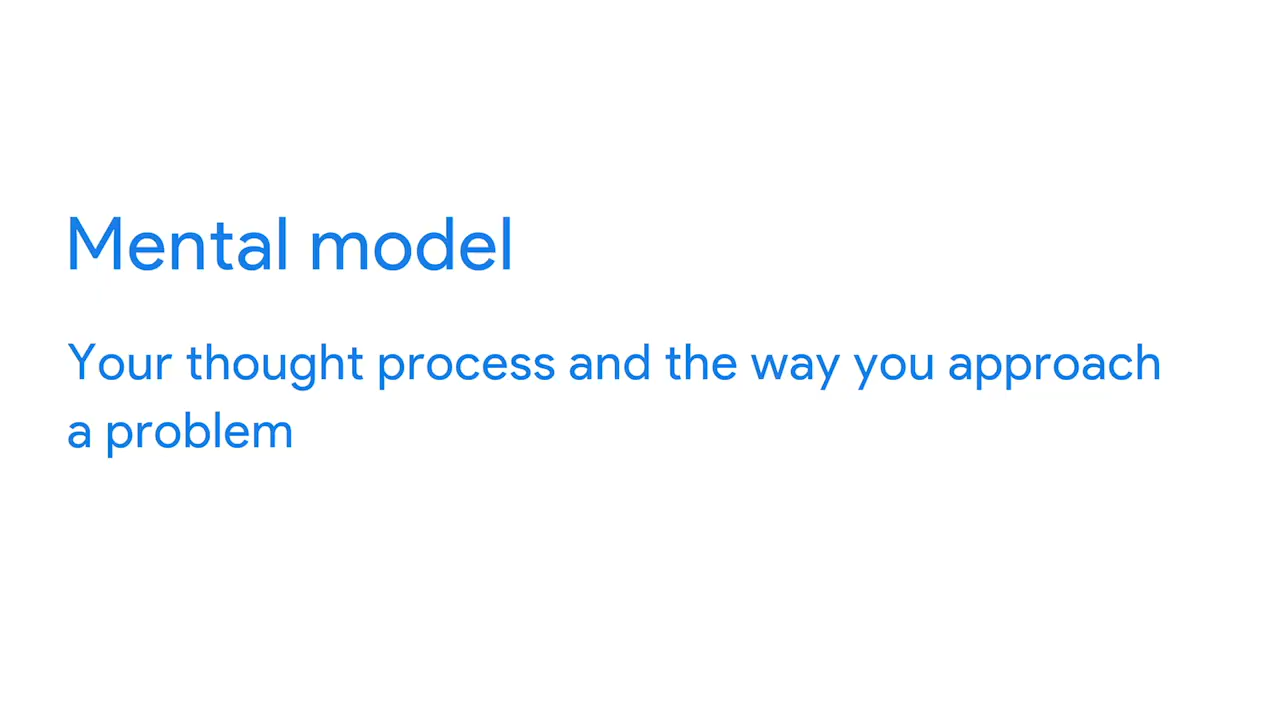 Mental model
Your thought process and the way you approach
a problem